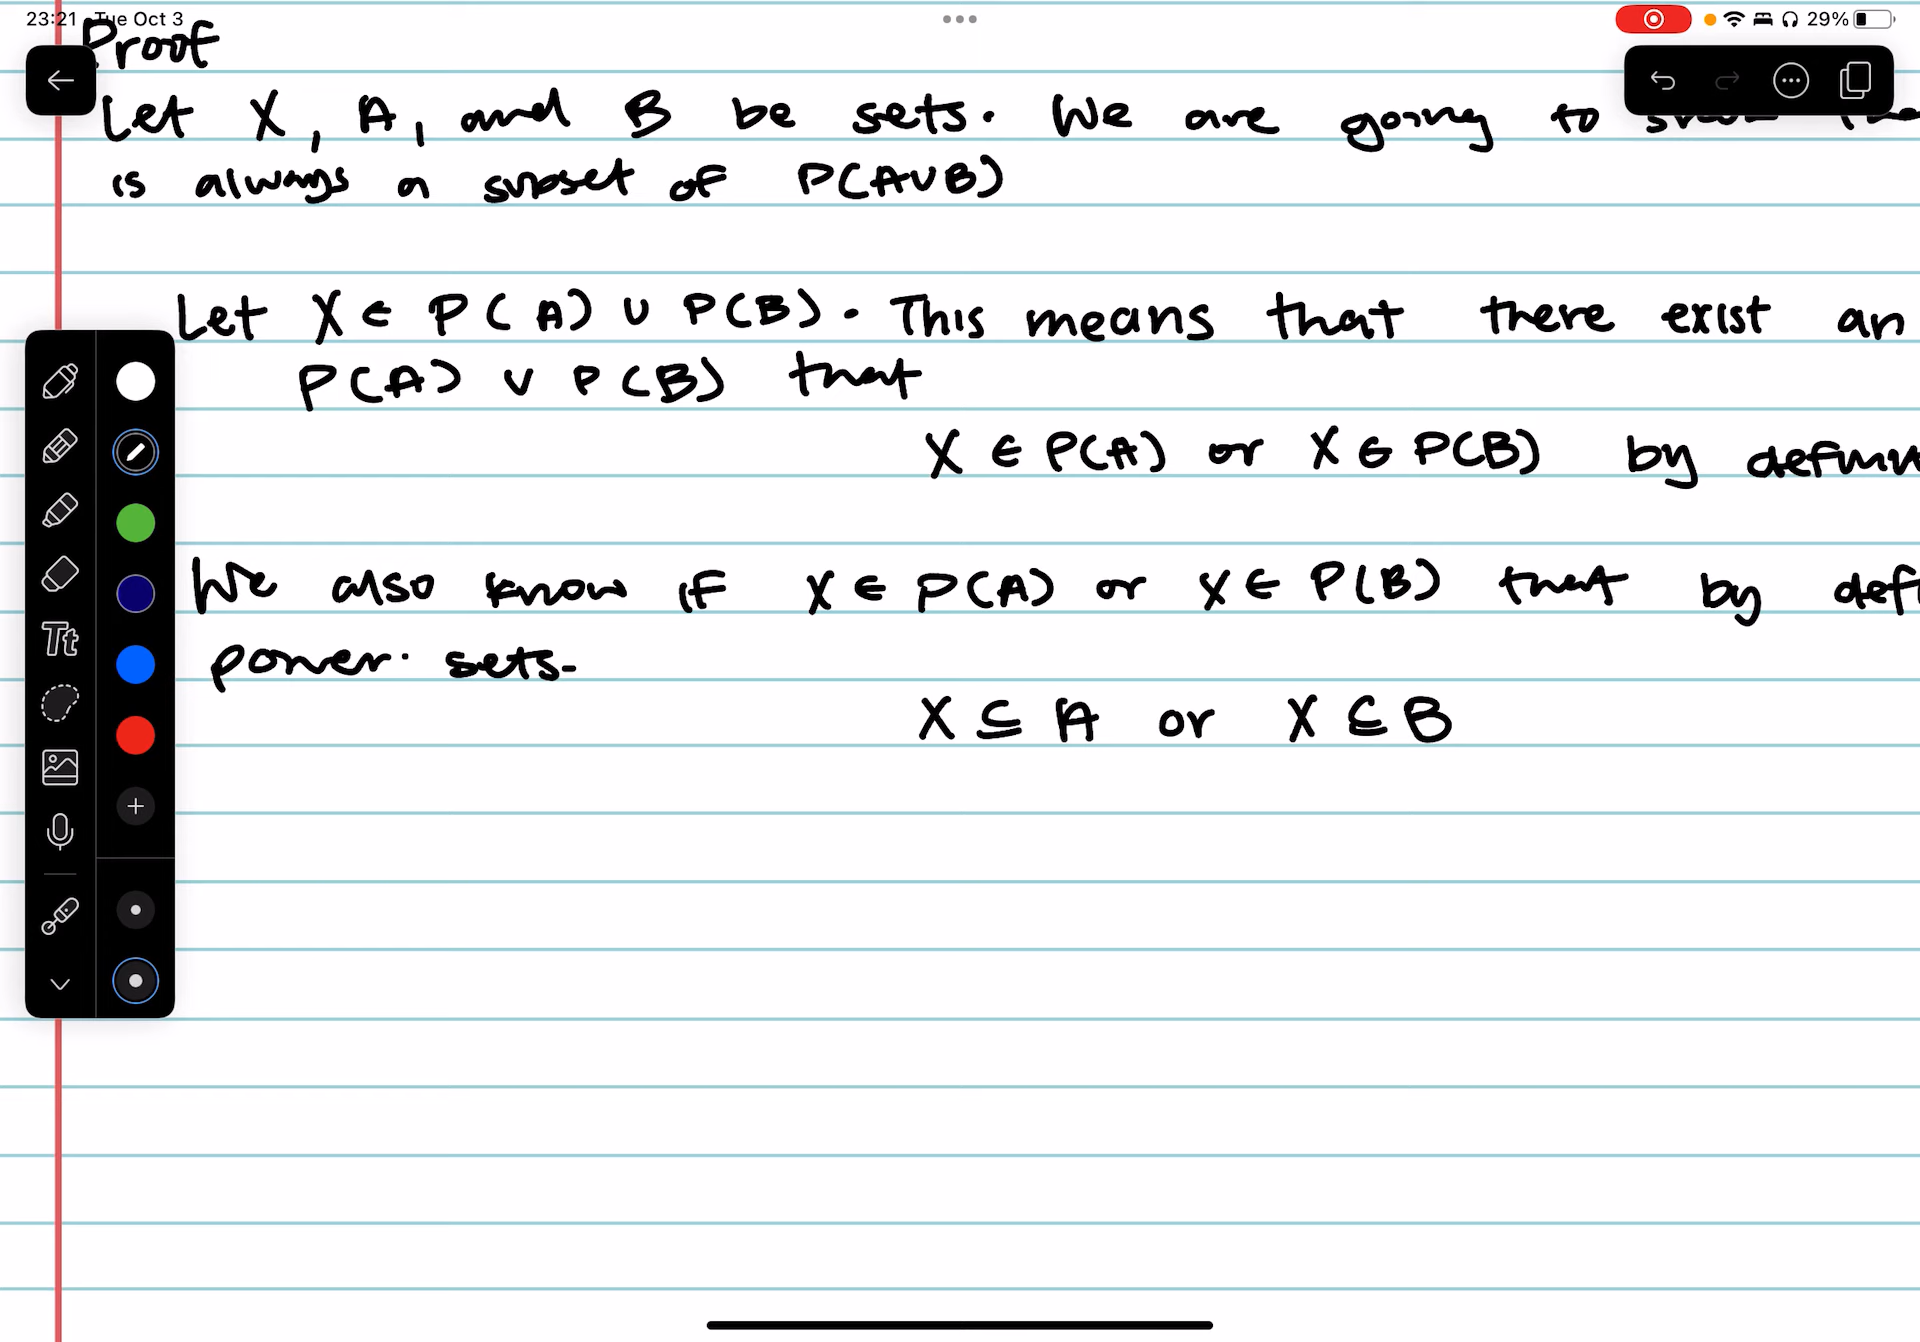 23:21 Tue Oct 3
29%
Proof
Let X, A, and B be sets. We are going to
is always a subset of P(A∪B)
Let X ∈ P(A) ∪ P(B). This means that there exist an
P(A) ∪ P(B) that
X ∈ P(A) or X ∈ P(B) by
We also know if X ∈ P(A) or X ∈ P(B) that by
power sets.
X ⊆ A or X ⊆ B
Tt